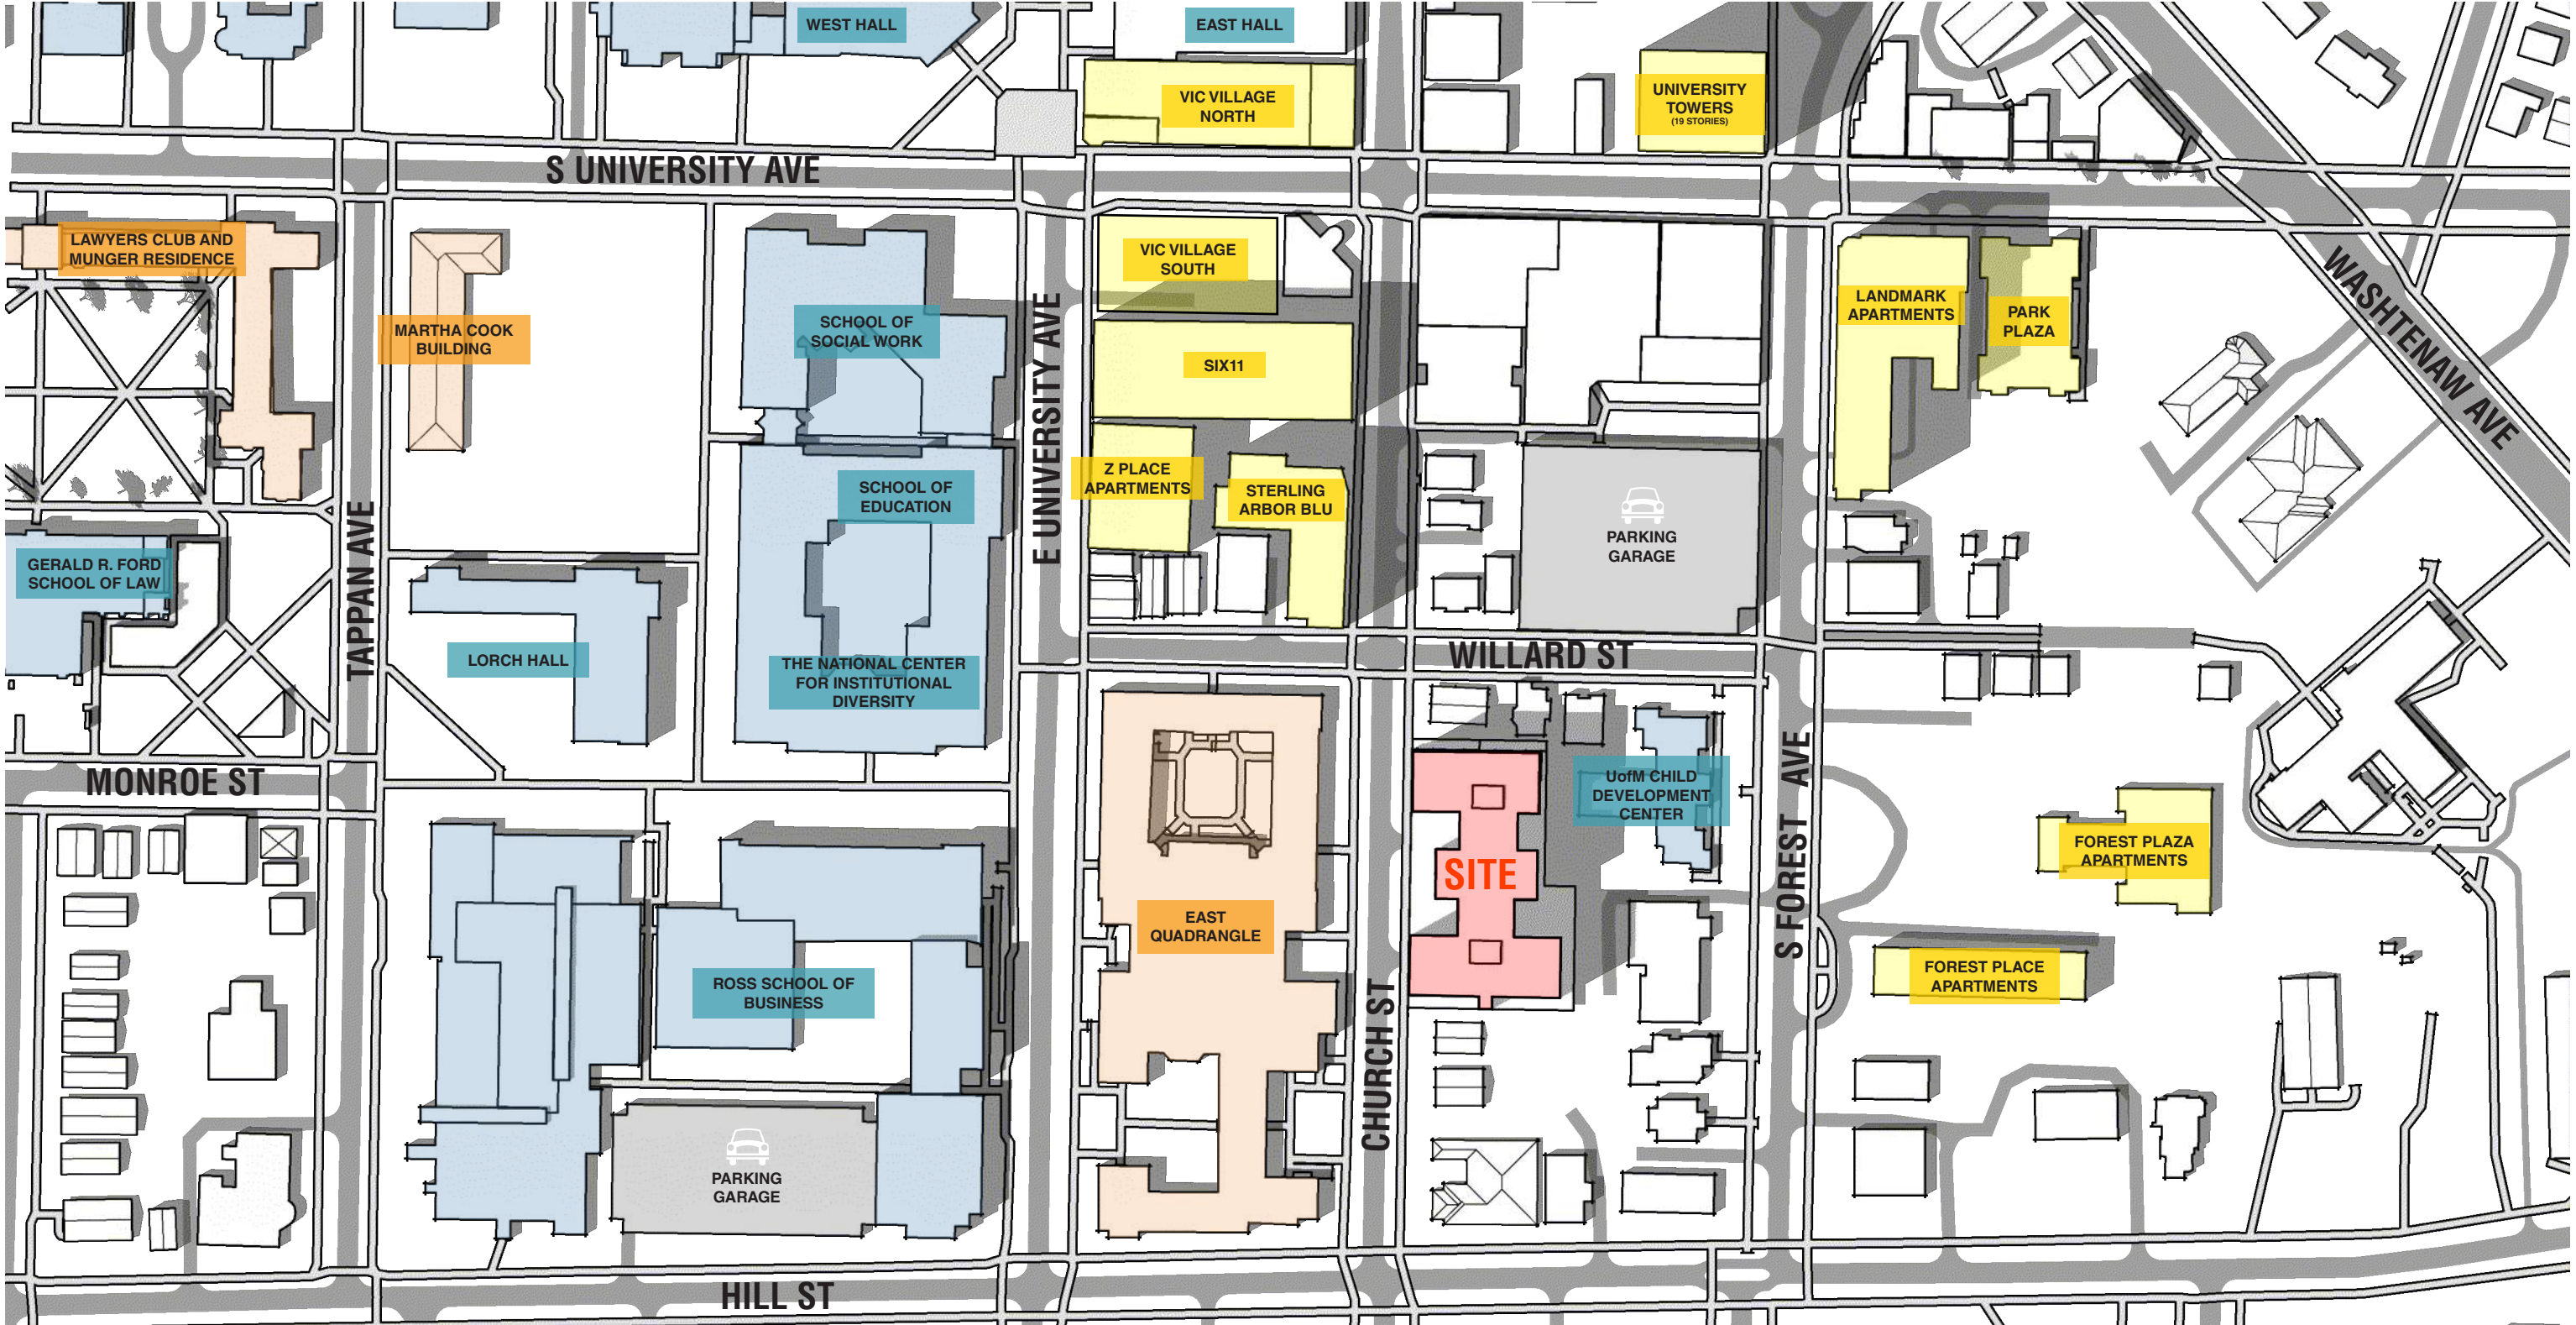 WEST HALL
EAST HALL
VIC VILLAGE
NORTH
UNIVERSITY
TOWERS
(19 STORIES)
S UNIVERSITY AVE
LAWYERS CLUB AND
MUNGER RESIDENCE
MARTHA COOK
BUILDING
SCHOOL OF
SOCIAL WORK
E UNIVERSITY AVE
VIC VILLAGE
SOUTH
SIX11
LANDMARK
APARTMENTS
PARK
PLAZA
WASHTENAW AVE
SCHOOL OF
EDUCATION
Z PLACE
APARTMENTS
STERLING
ARBOR BLU
PARKING
GARAGE
GERALD R. FORD
SCHOOL OF LAW
TAPPAN AVE
LORCH HALL
THE NATIONAL CENTER
FOR INSTITUTIONAL
DIVERSITY
WILLARD ST
MONROE ST
UofM CHILD
DEVELOPMENT
CENTER
SITE
S FOREST AVE
FOREST PLAZA
APARTMENTS
EAST
QUADRANGLE
ROSS SCHOOL OF
BUSINESS
FOREST PLACE
APARTMENTS
CHURCH ST
PARKING
GARAGE
HILL ST